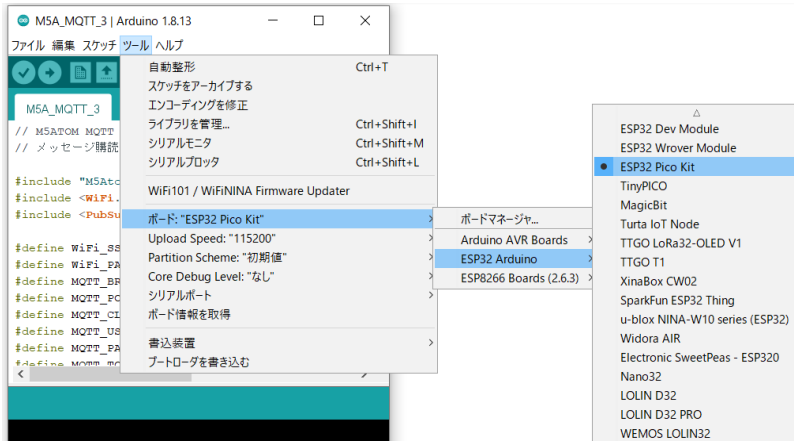 M5A_MQTT_3 | Arduino 1.8.13
ファイル 編集 スケッチ ツール ヘルプ
M5A_MQTT_3
// M5ATOM MQTT
// メッセージ購読
#include "M5Ato
#include <WiFi.
#include <PubSu
#define WiFi_SS
#define WiFi_PA
#define MQTT_BR
#define MQTT_PO
#define MQTT_CL
#define MQTT_US
#define MQTT_PA
#define MQTT_TO
自動整形 Ctrl+T
スケッチをアーカイブする
エンコーディングを修正
ライブラリを管理... Ctrl+Shift+I
シリアルモニタ Ctrl+Shift+M
シリアルプロッタ Ctrl+Shift+L
WiFi101 / WiFiNINA Firmware Updater
ボード: "ESP32 Pico Kit"
Upload Speed: "115200"
Partition Scheme: "初期値"
Core Debug Level: "なし"
シリアルポート
ボード情報を取得
書込装置
ブートローダを書き込む
ボードマネージャ...
Arduino AVR Boards
ESP32 Arduino
ESP8266 Boards (2.6.3)
ESP32 Dev Module
ESP32 Wrover Module
ESP32 Pico Kit
TinyPICO
MagicBit
Turta IoT Node
TTGO LoRa32-OLED V1
TTGO T1
XinaBox CW02
SparkFun ESP32 Thing
u-blox NINA-W10 series (ESP32)
Widora AIR
Electronic SweetPeas - ESP320
Nano32
LOLIN D32
LOLIN D32 PRO
WEMOS LOLIN32